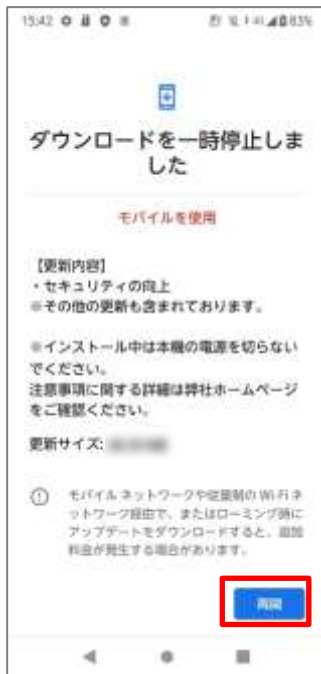 15:42
83%
ダウンロードを一時停止しま
した
モバイルを使用
【更新内容】
・セキュリティの向上
※その他の更新も含まれております。
※インストール中は本機の電源を切らない
でください。
注意事項に関する詳細は弊社ホームページ
をご確認ください。
更新サイズ:
モバイル ネットワークや従量制の Wi-Fi ネ
ットワーク経由で、またはローミング時に
アップデートをダウンロードすると、追加
料金が発生する場合があります。
再開